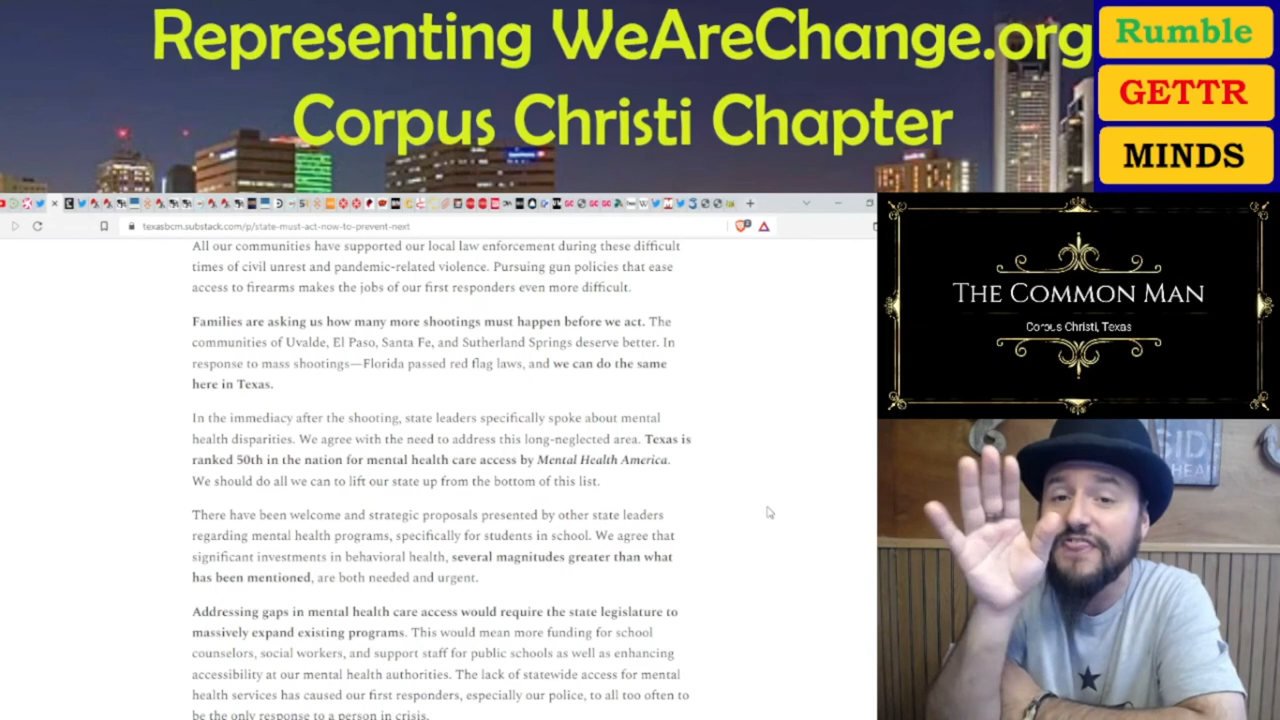 Representing WeAreChange.org
Corpus Christi Chapter
Rumble
GETTR
MINDS
texasbcm.substack.com/p/state-must-act-now-to-prevent-next
All our communities have supported our local law enforcement during these difficult
times of civil unrest and pandemic-related violence. Pursuing gun policies that ease
access to firearms makes the jobs of our first responders even more difficult.
Families are asking us how many more shootings must happen before we act. The
communities of Uvalde, El Paso, Santa Fe, and Sutherland Springs deserve better. In
response to mass shootings—Florida passed red flag laws, and we can do the same
here in Texas.
In the immediacy after the shooting, state leaders specifically spoke about mental
health disparities. We agree with the need to address this long-neglected area. Texas is
ranked 50th in the nation for mental health care access by Mental Health America.
We should do all we can to lift our state up from the bottom of this list.
There have been welcome and strategic proposals presented by other state leaders
regarding mental health programs, specifically for students in school. We agree that
significant investments in behavioral health, several magnitudes greater than what
has been mentioned, are both needed and urgent.
Addressing gaps in mental health care access would require the state legislature to
massively expand existing programs. This would mean more funding for school
counselors, social workers, and support staff for public schools as well as enhancing
accessibility at our mental health authorities. The lack of statewide access for mental
health services has caused our first responders, especially our police, to all too often to
be the only response to a person in crisis.
The Common Man
Corpus Christi, Texas
SID
HEA